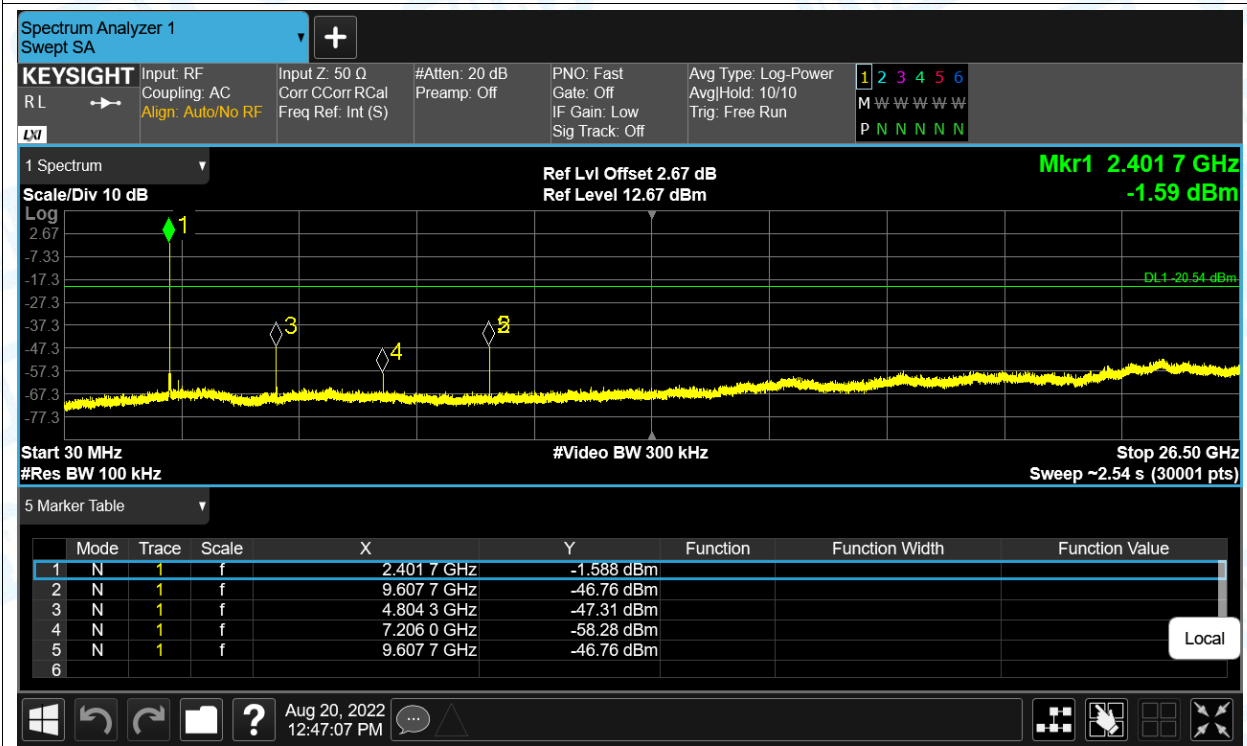 Spectrum Analyzer 1
Swept SA
KEYSIGHT
RL
LXI
Input: RF
Coupling: AC
Align: Auto/No RF
Input Z: 50 Ω
Corr CCorr RCal
Freq Ref: Int (S)
#Atten: 20 dB
Preamp: Off
PNO: Fast
Gate: Off
IF Gain: Low
Sig Track: Off
Avg Type: Log-Power
Avg|Hold: 10/10
Trig: Free Run
1 2 3 4 5 6
M W W W W W
P N N N N N
1 Spectrum
Scale/Div 10 dB
Ref Lvl Offset 2.67 dB
Ref Level 12.67 dBm
Mkr1 2.401 7 GHz
-1.59 dBm
Log
2.67
-7.33
-17.3
-27.3
-37.3
-47.3
-57.3
-67.3
-77.3
1
3
4
DL1 -20.54 dBm
Start 30 MHz
#Video BW 300 kHz
Stop 26.50 GHz
#Res BW 100 kHz
Sweep ~2.54 s (30001 pts)
5 Marker Table
Mode Trace Scale X Y Function Function Width Function Value
1 N 1 f 2.401 7 GHz -1.588 dBm
2 N 1 f 9.607 7 GHz -46.76 dBm
3 N 1 f 4.804 3 GHz -47.31 dBm
4 N 1 f 7.206 0 GHz -58.28 dBm
5 N 1 f 9.607 7 GHz -46.76 dBm
6
Local
?
Aug 20, 2022
12:47:07 PM